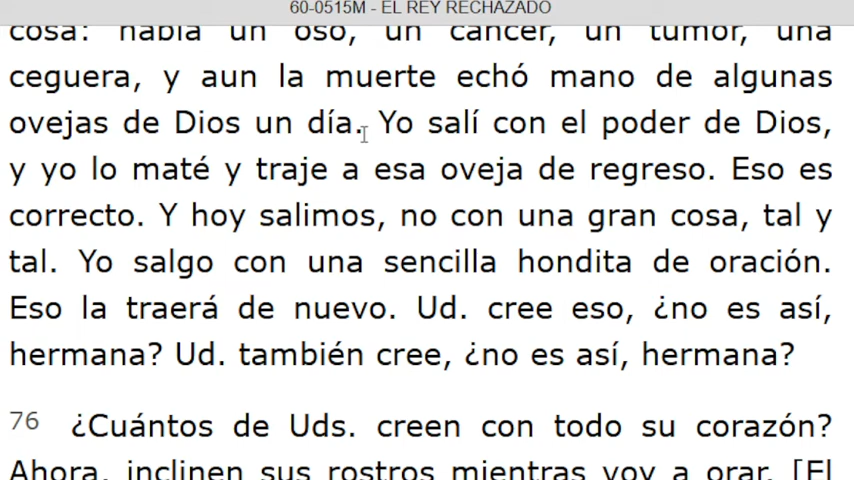 60-0515M - EL REY RECHAZADO
cosa: había un oso, un cáncer, un tumor, una
ceguera, y aun la muerte echó mano de algunas
ovejas de Dios un día. Yo salí con el poder de Dios,
y yo lo maté y traje a esa oveja de regreso. Eso es
correcto. Y hoy salimos, no con una gran cosa, tal y
tal. Yo salgo con una sencilla hondita de oración.
Eso la traerá de nuevo. Ud. cree eso, ¿no es así,
hermana? Ud. también cree, ¿no es así, hermana?
76 ¿Cuántos de Uds. creen con todo su corazón?
Ahora, inclinen sus rostros mientras voy a orar. [El